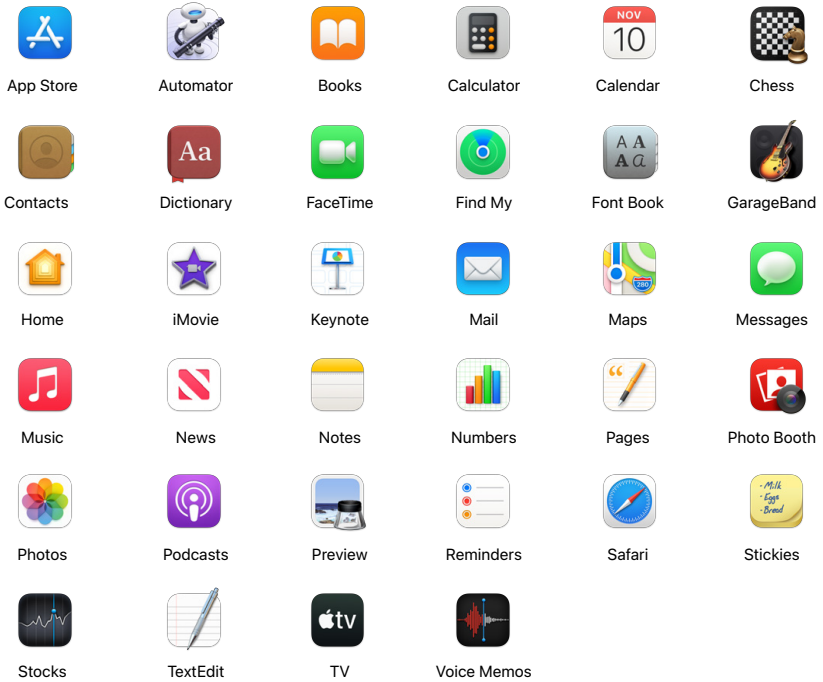 NOV
10
App Store Automator Books Calculator Calendar Chess
Aa
A A
A a
Contacts Dictionary FaceTime Find My Font Book GarageBand
280
Home iMovie Keynote Mail Maps Messages
Music News Notes Numbers Pages Photo Booth
- Milk
- Eggs
- Bread
Photos Podcasts Preview Reminders Safari Stickies
tv
Stocks TextEdit TV Voice Memos